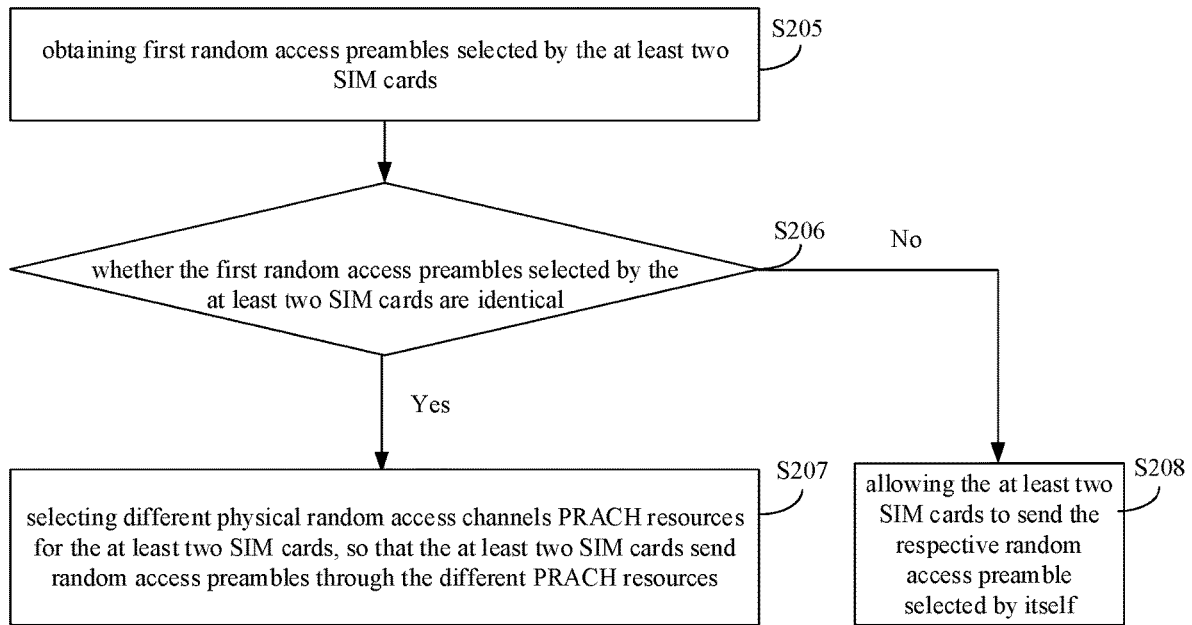 S205
obtaining first random access preambles selected by the at least two
SIM cards
S206
No
whether the first random access preambles selected by the
at least two SIM cards are identical
Yes
S207
selecting different physical random access channels PRACH resources
for the at least two SIM cards, so that the at least two SIM cards send
random access preambles through the different PRACH resources
S208
allowing the at least two
SIM cards to send the
respective random
access preamble
selected by itself